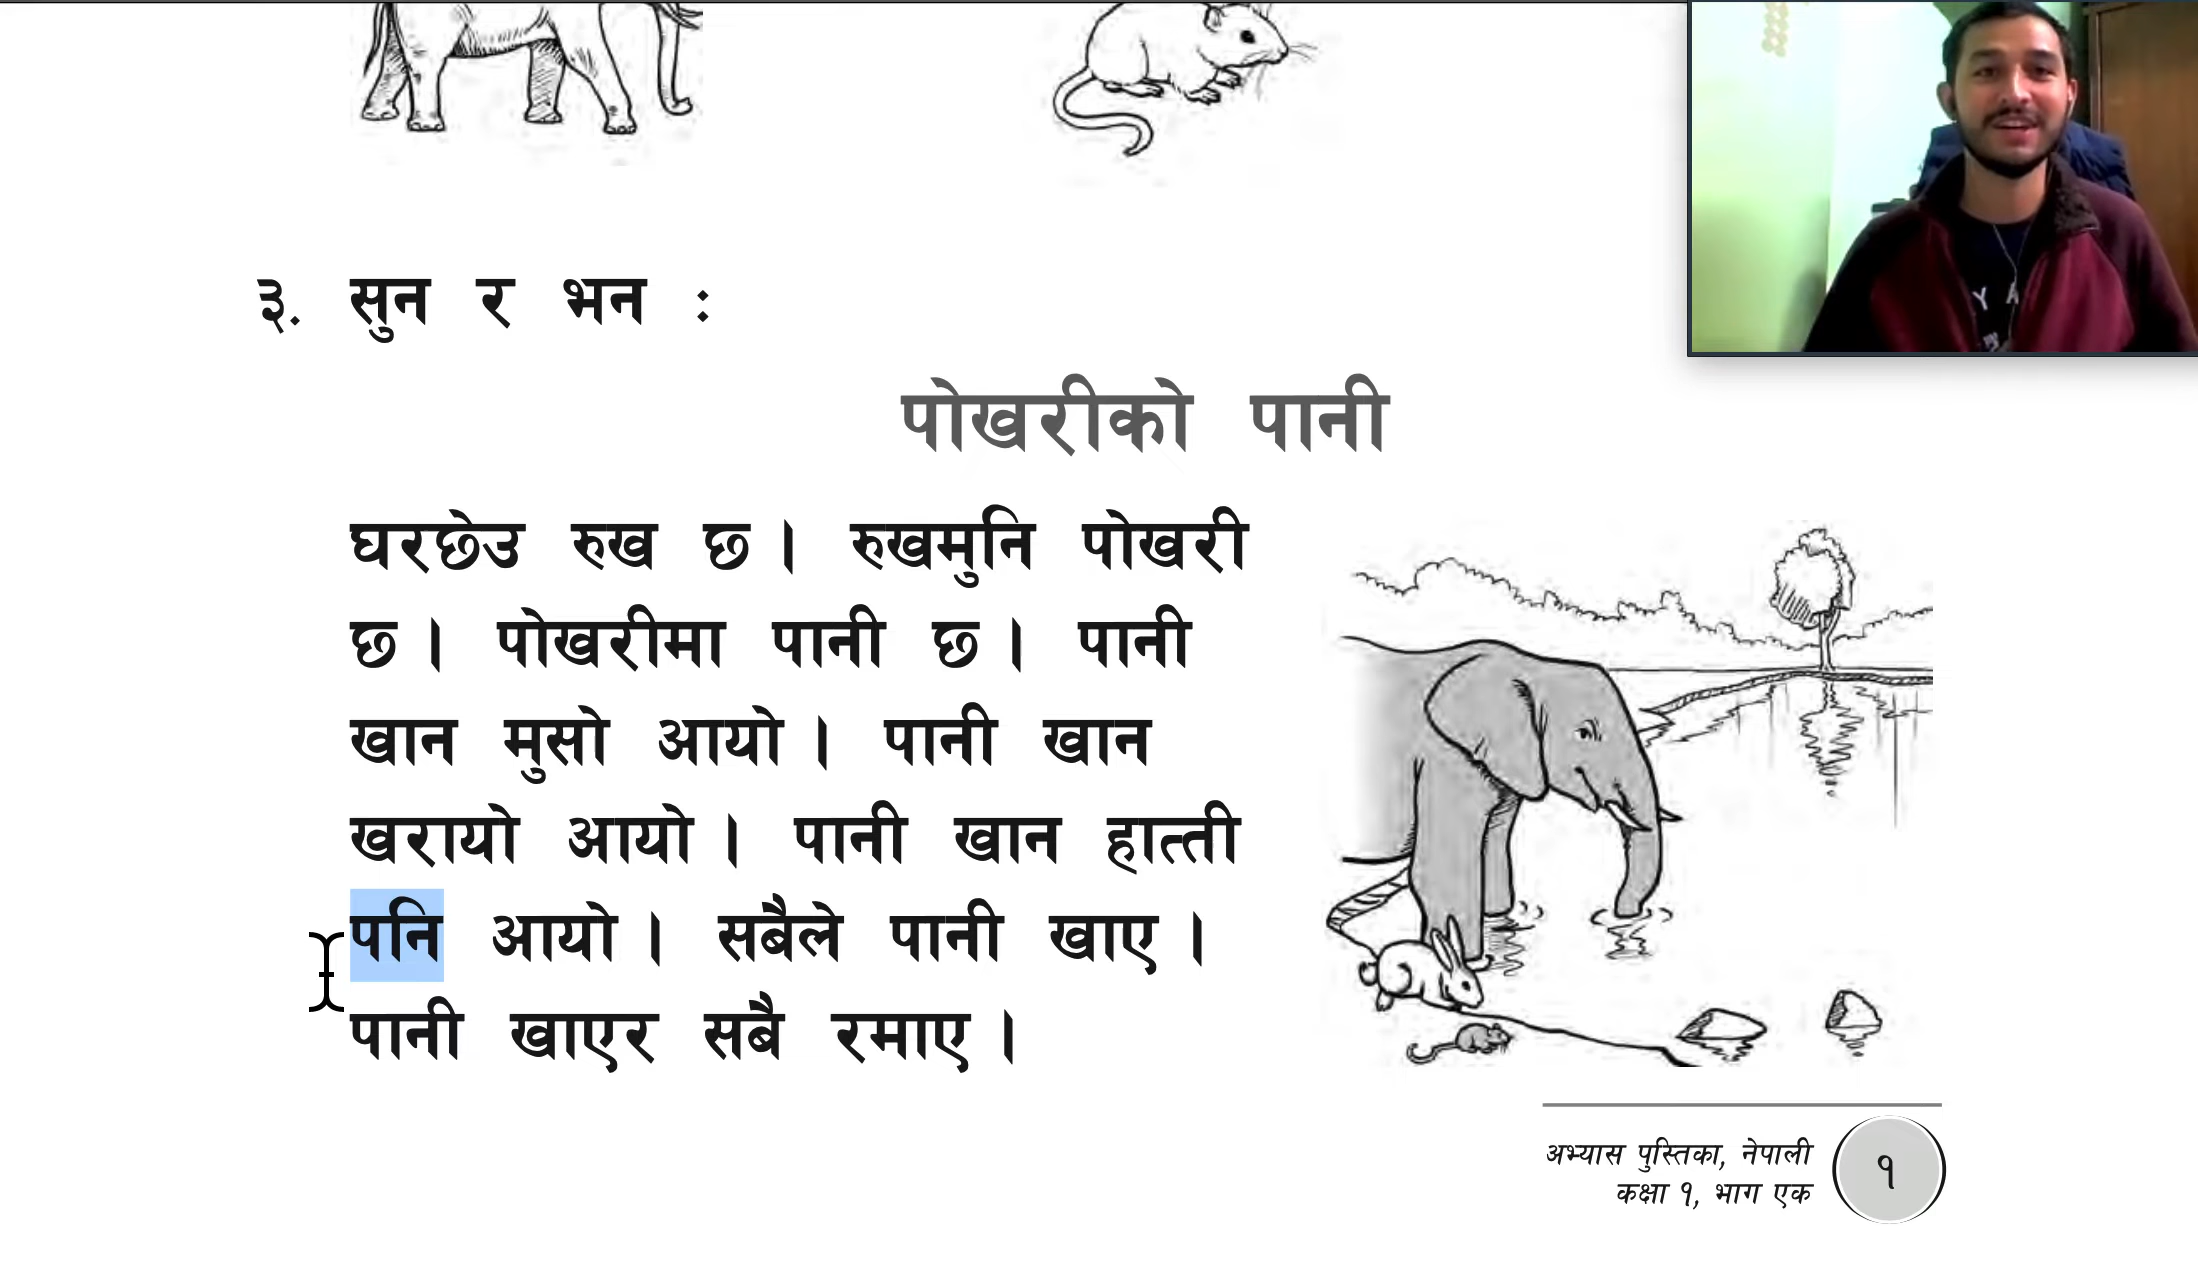 ३. सुन र भन :
पोखरीको पानी
घरछेउ रुख छ । रुखमुनि पोखरी
छ । पोखरीमा पानी छ । पानी
खान मुसो आयो । पानी खान
खरायो आयो । पानी खान हात्ती
पनि आयो । सबैले पानी खाए ।
पानी खाएर सबै रमाए ।
अभ्यास पुस्तिका, नेपाली
कक्षा १, भाग एक
१